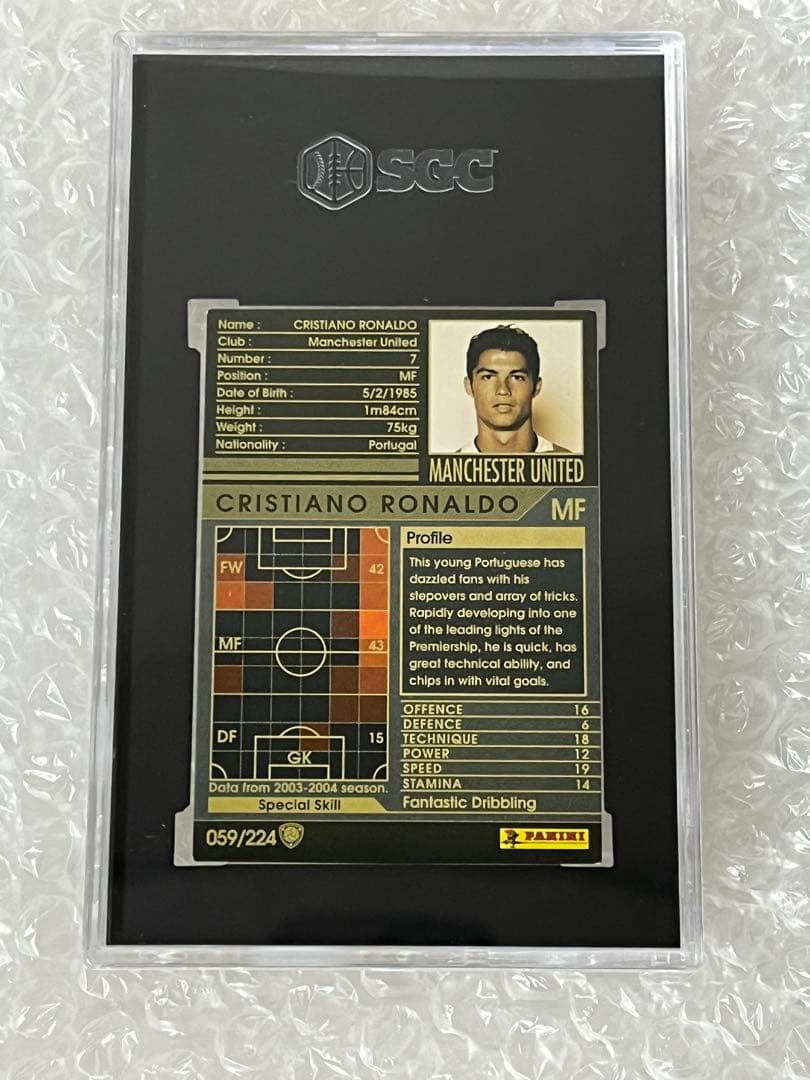 SGC
Name : CRISTIANO RONALDO
Club : Manchester United
Number : 7
Position : MF
Date of Birth : 5/2/1985
Height : 1m84cm
Weight : 75kg
Nationality : Portugal
MANCHESTER UNITED
CRISTIANO RONALDO MF
FW 42
MF 43
DF 15
GK
Data from 2003-2004 season.
Profile
This young Portuguese has
dazzled fans with his
stepovers and array of tricks.
Rapidly developing into one
of the leading lights of the
Premiership, he is quick, has
great technical ability, and
chips in with vital goals.
OFFENCE 16
DEFENCE 6
TECHNIQUE 18
POWER 12
SPEED 19
STAMINA 14
Special Skill Fantastic Dribbling
059/224
PANINI